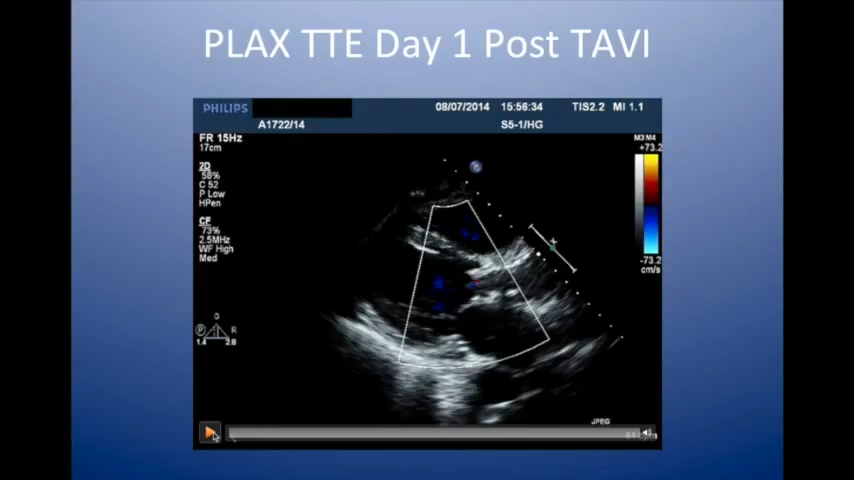 PLAX TTE Day 1 Post TAVI
PHILIPS
08/07/2014 15:56:34 TIS2.2 MI 1.1
A1722/14 S5-1/HG
FR 15Hz
17cm
M3 M4
+73.2
2D
58%
C 52
P Low
HPen
CF
73%
2.5MHz
WF High
Med
-73.2
cm/s
P R
1.4 2.8
JPEG